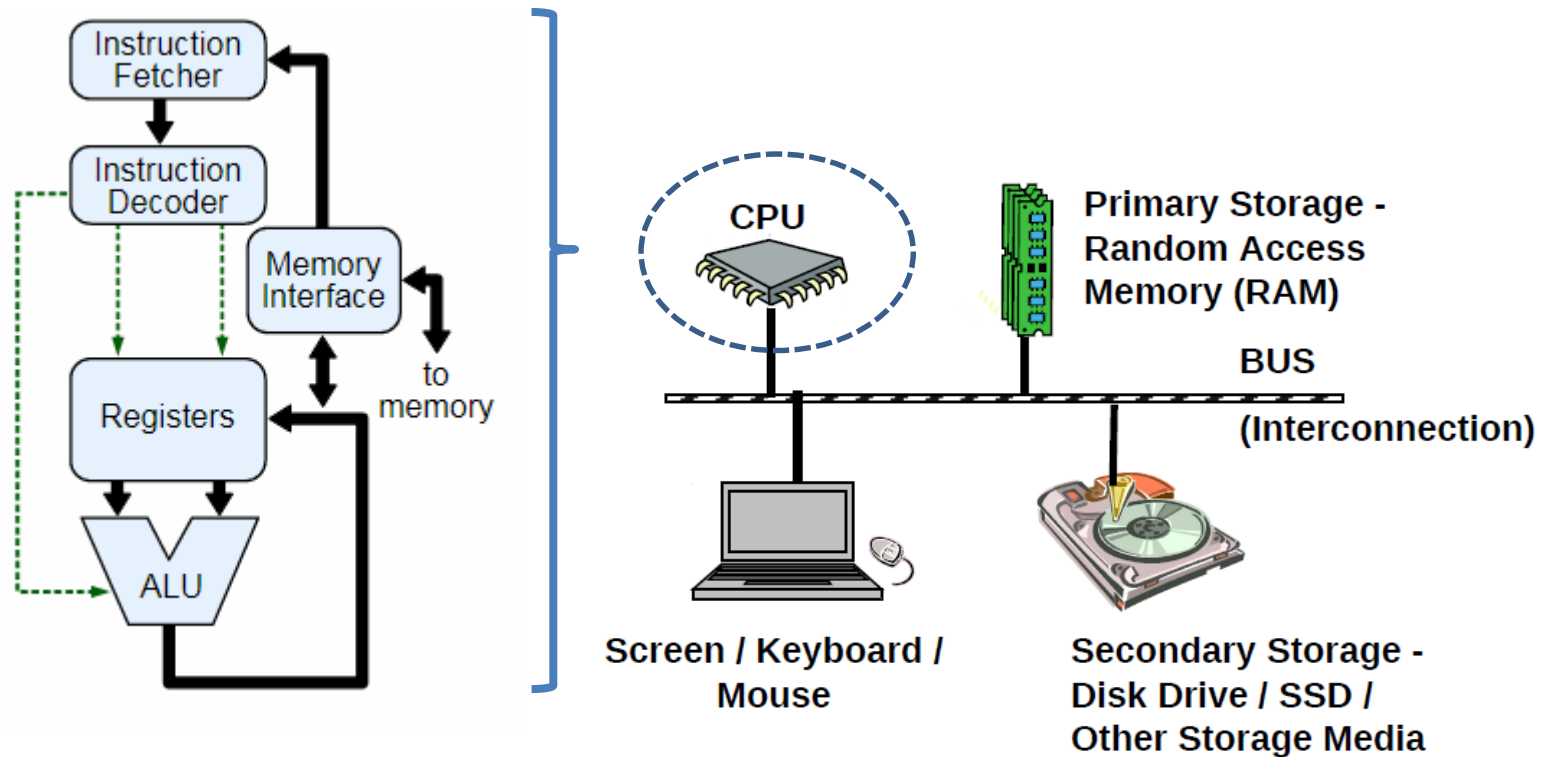 Instruction
Fetcher
Instruction
Decoder
Memory
Interface
to
memory
Registers
ALU
CPU
Primary Storage -
Random Access
Memory (RAM)
BUS
(Interconnection)
Screen / Keyboard /
Mouse
Secondary Storage -
Disk Drive / SSD /
Other Storage Media